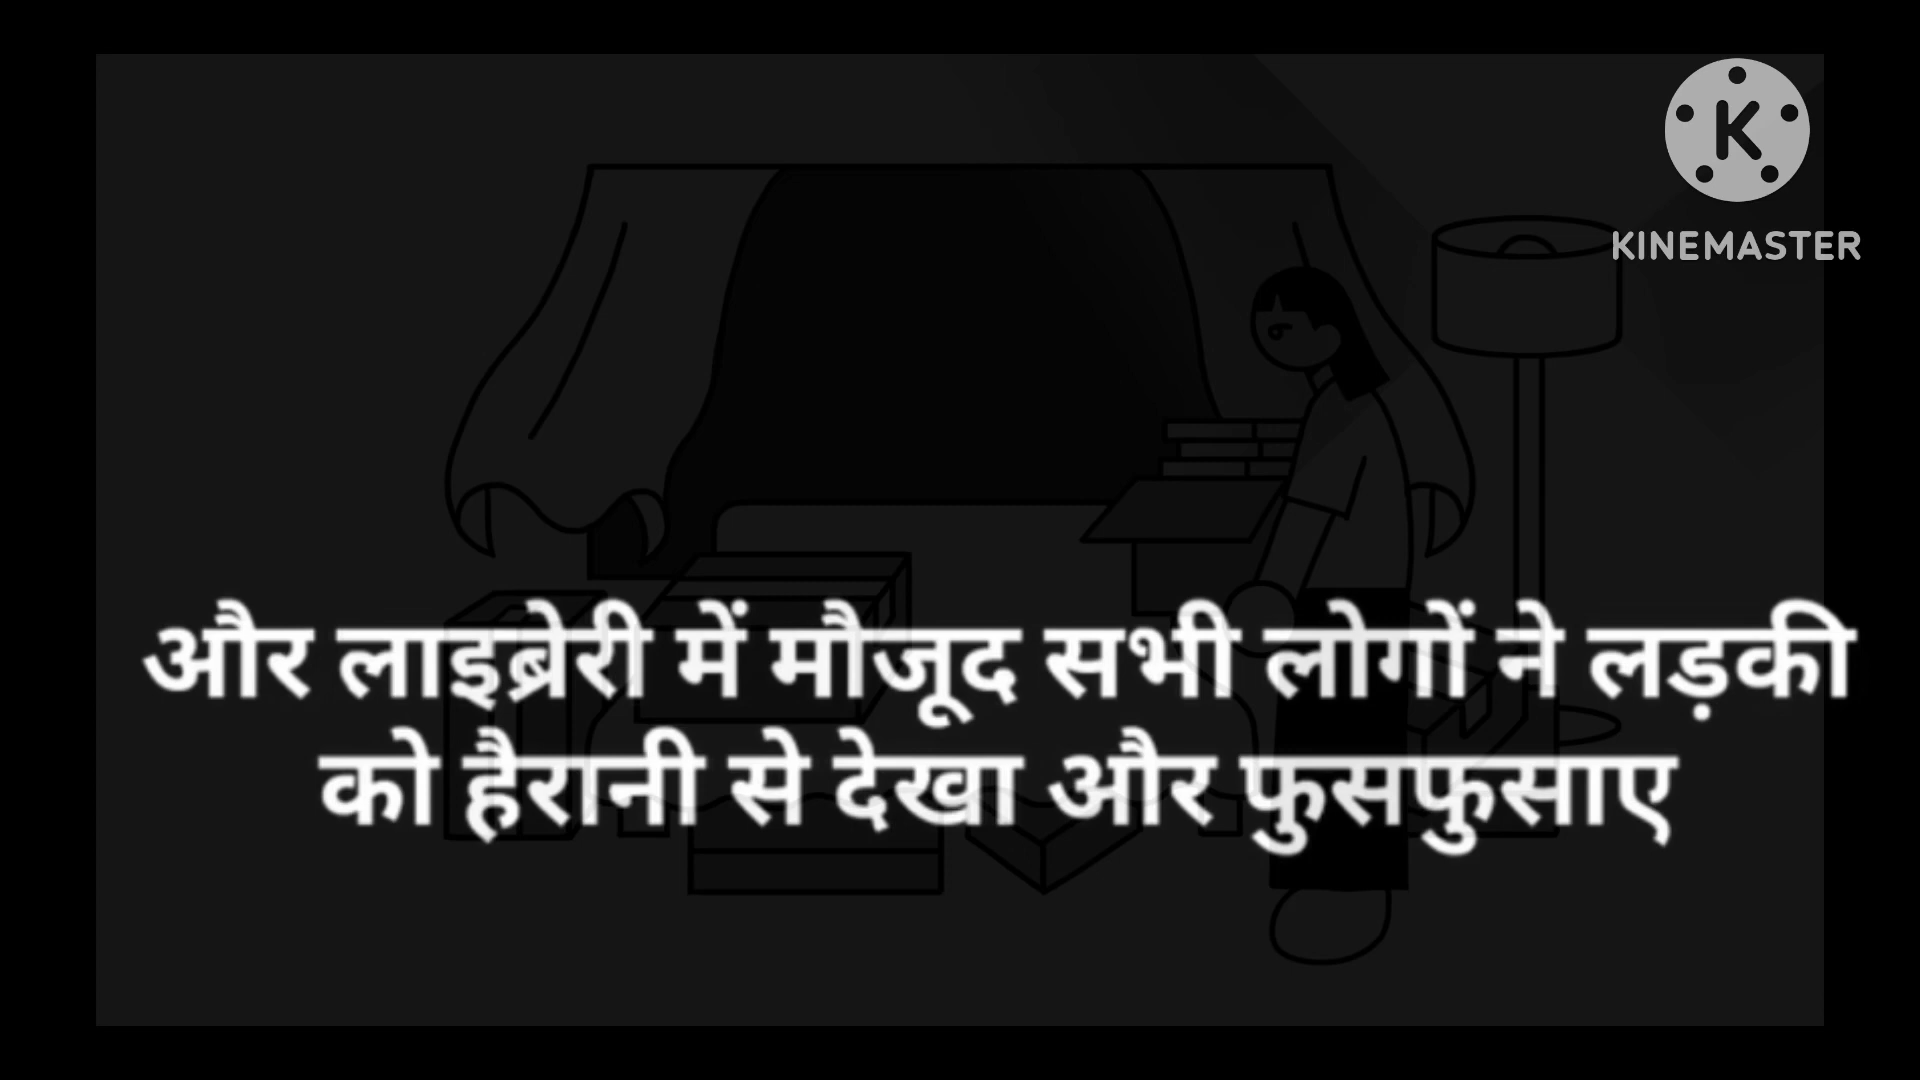 K
KINEMASTER
और लाइब्रेरी में मौजूद सभी लोगों ने लड़की
को हैरानी से देखा और फुसफुसाए